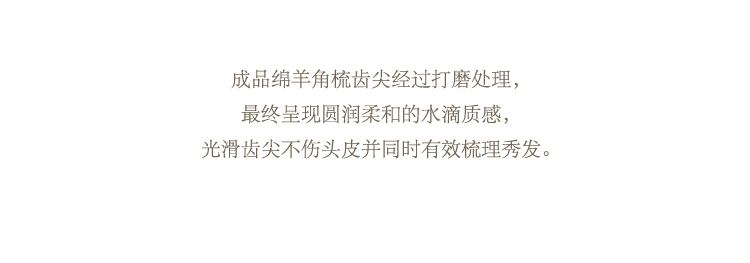 成品绵羊角梳齿尖经过打磨处理，
最终呈现圆润柔和的水滴质感，
光滑齿尖不伤头皮并同时有效梳理秀发。